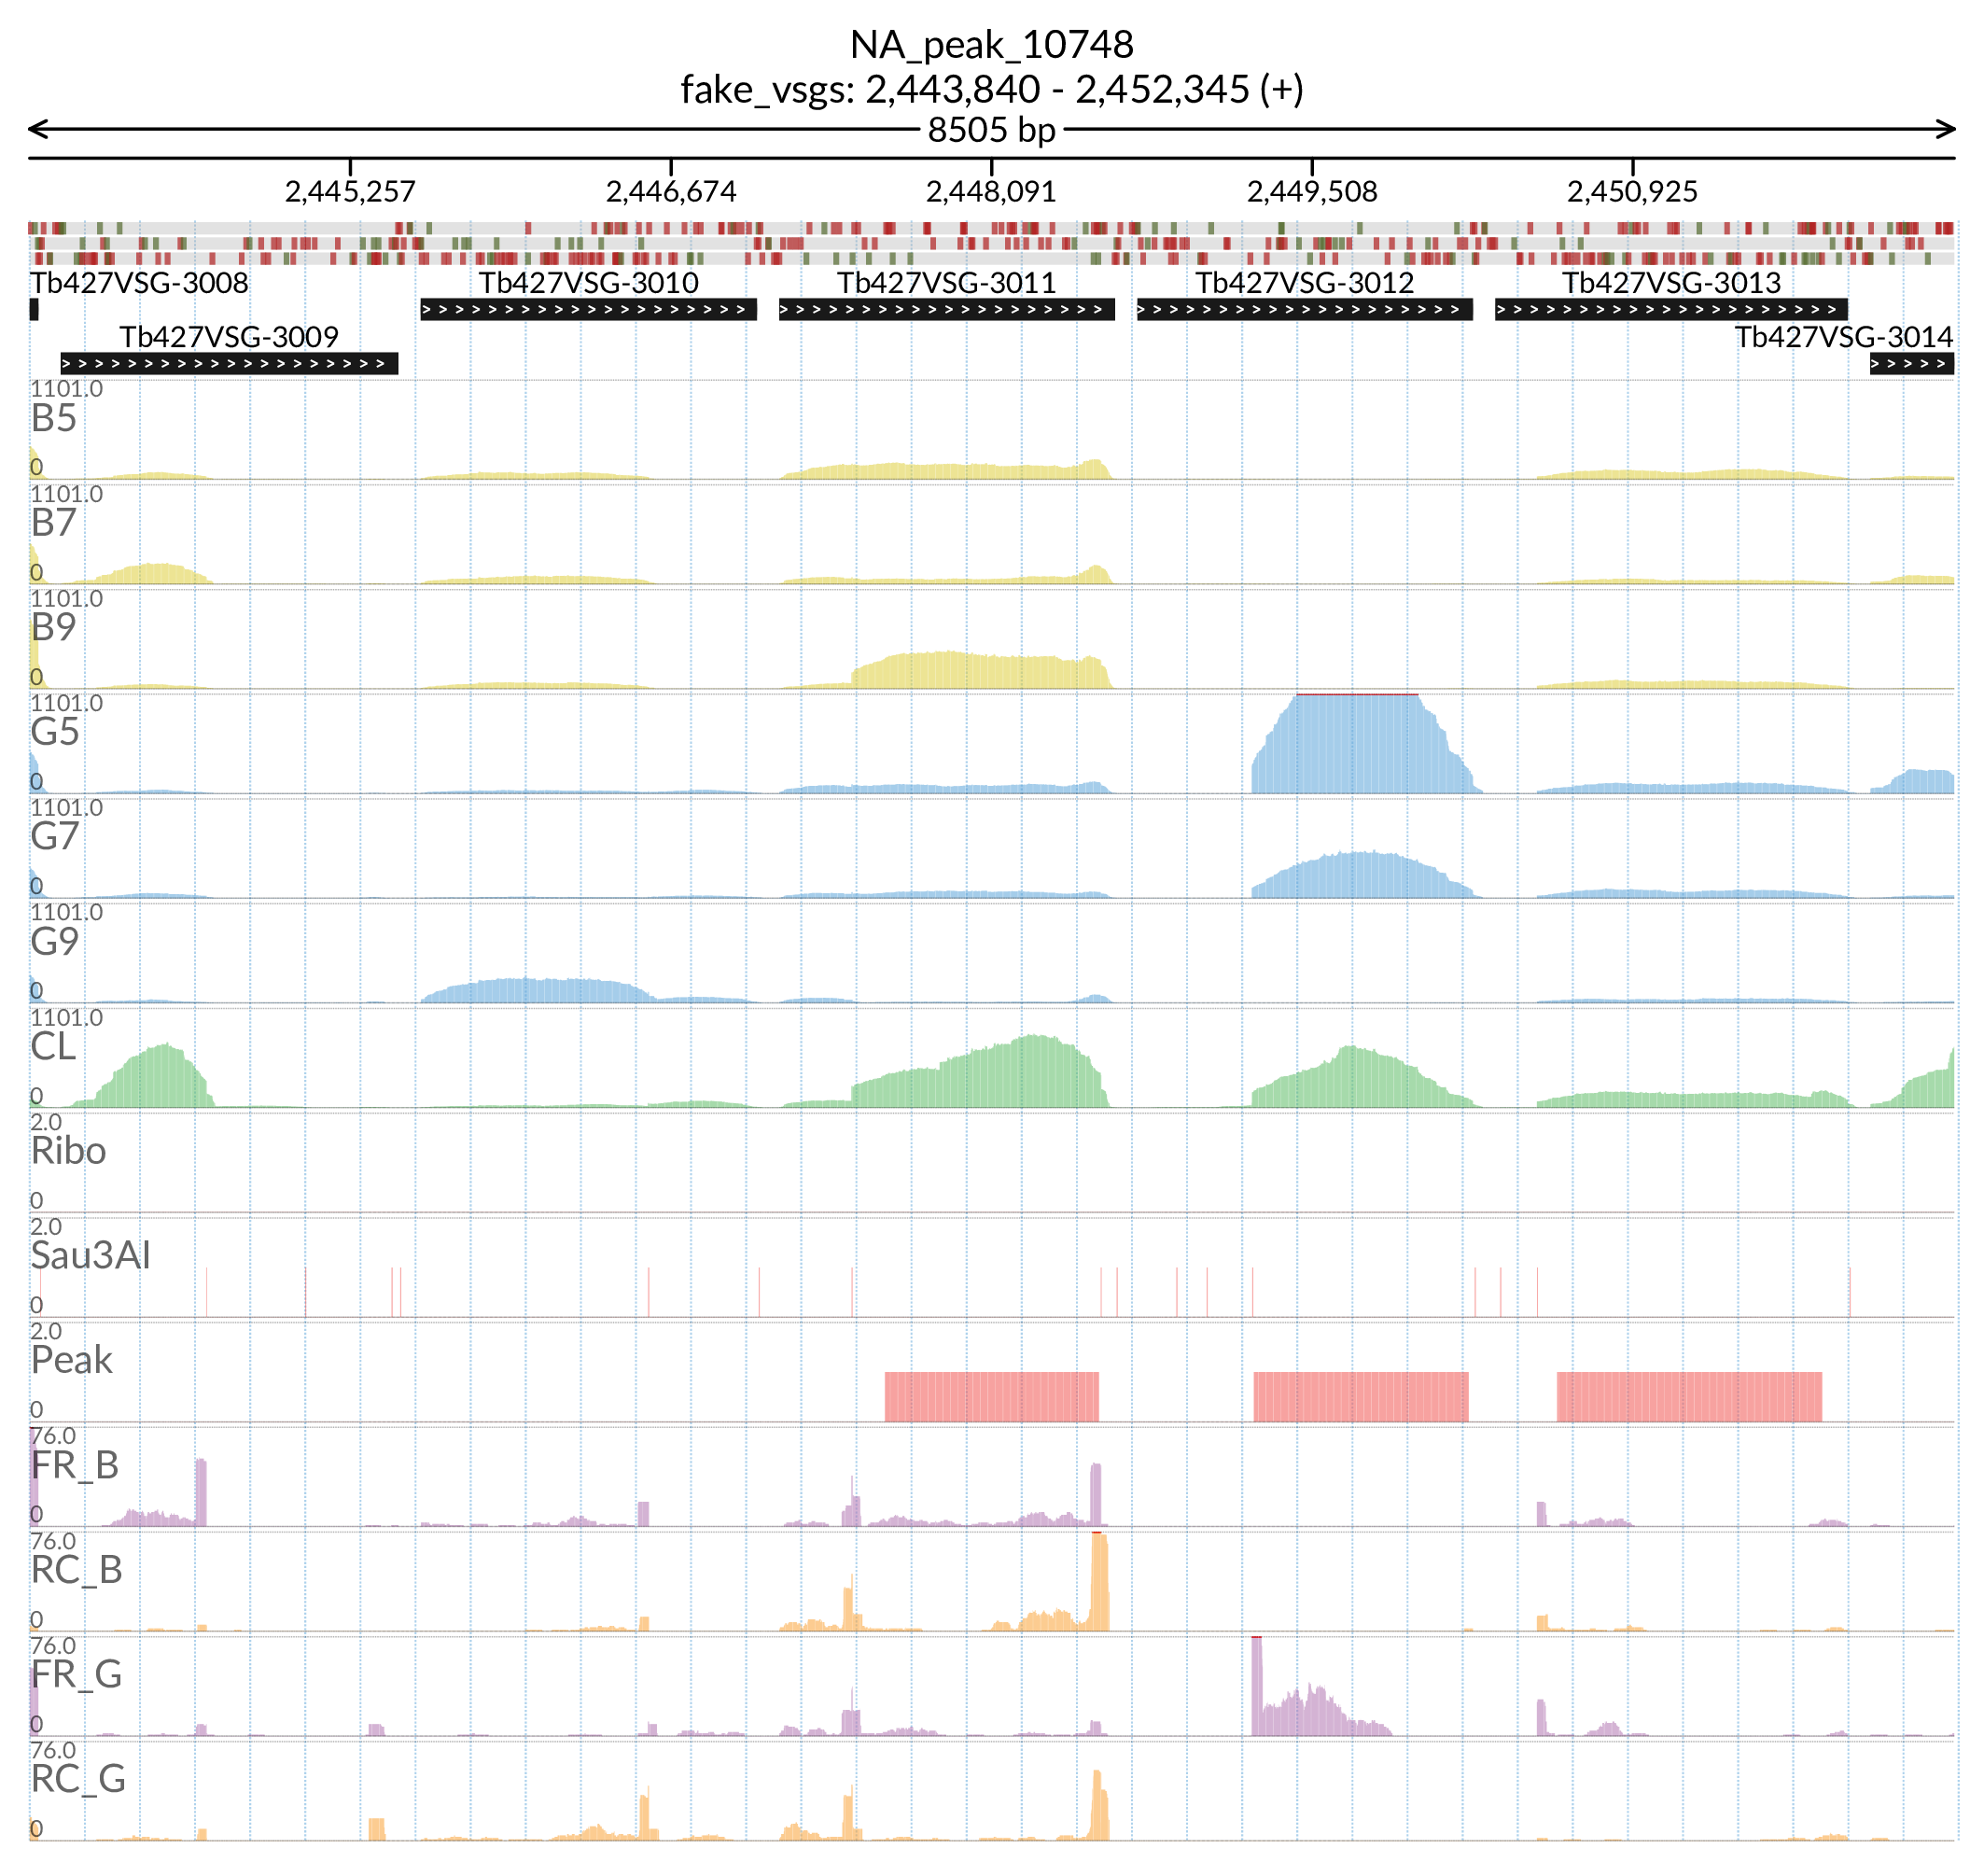 NA_peak_10748
fake_vsgs: 2,443,840 - 2,452,345 (+)
8505 bp
2,445,257 2,446,674 2,448,091 2,449,508 2,450,925
Tb427VSG-3008 Tb427VSG-3010 Tb427VSG-3011 Tb427VSG-3012 Tb427VSG-3013
Tb427VSG-3009 Tb427VSG-3014
1101.0
B5
0
1101.0
B7
0
1101.0
B9
0
1101.0
G5
0
1101.0
G7
0
1101.0
G9
0
1101.0
CL
0
2.0
Ribo
0
2.0
Sau3AI
0
2.0
Peak
0
76.0
FR_B
0
76.0
RC_B
0
76.0
FR_G
0
76.0
RC_G
0